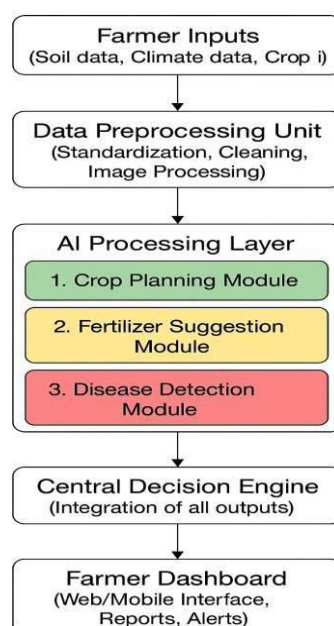 Farmer Inputs
(Soil data, Climate data, Crop i)
Data Preprocessing Unit
(Standardization, Cleaning,
Image Processing)
AI Processing Layer
1. Crop Planning Module
2. Fertilizer Suggestion
Module
3. Disease Detection
Module
Central Decision Engine
(Integration of all outputs)
Farmer Dashboard
(Web/Mobile Interface,
Reports, Alerts)